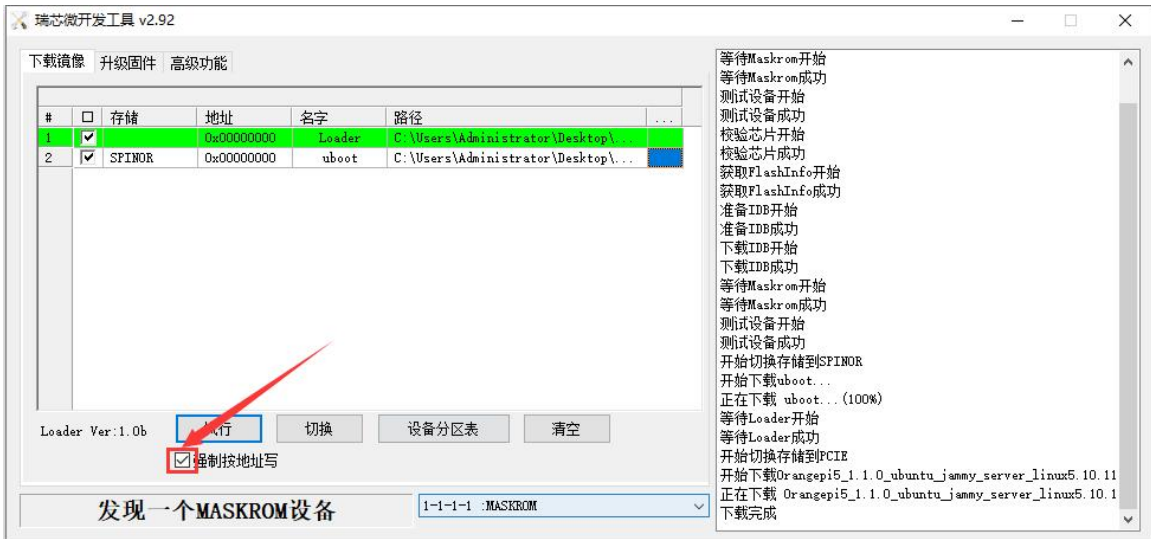 瑞芯微开发工具 v2.92
下载镜像 升级固件 高级功能
# 存储 地址 名字 路径 ...
1 0x00000000 Loader C:\Users\Administrator\Desktop\...
2 SPINOR 0x00000000 uboot C:\Users\Administrator\Desktop\...
Loader Ver:1.0b 行 切换 设备分区表 清空
强制按地址写
发现一个MASKROM设备 1-1-1-1 :MASKROM
等待Maskrom开始
等待Maskrom成功
测试设备开始
测试设备成功
校验芯片开始
校验芯片成功
获取FlashInfo开始
获取FlashInfo成功
准备IDB开始
准备IDB成功
下载IDB开始
下载IDB成功
等待Maskrom开始
等待Maskrom成功
测试设备开始
测试设备成功
开始切换存储到SPINOR
开始下载uboot...
正在下载 uboot...(100%)
等待Loader开始
等待Loader成功
开始切换存储到PCIE
开始下载Orangepi5_1.1.0_ubuntu_jammy_server_linux5.10.11
正在下载 Orangepi5_1.1.0_ubuntu_jammy_server_linux5.10.1
下载完成